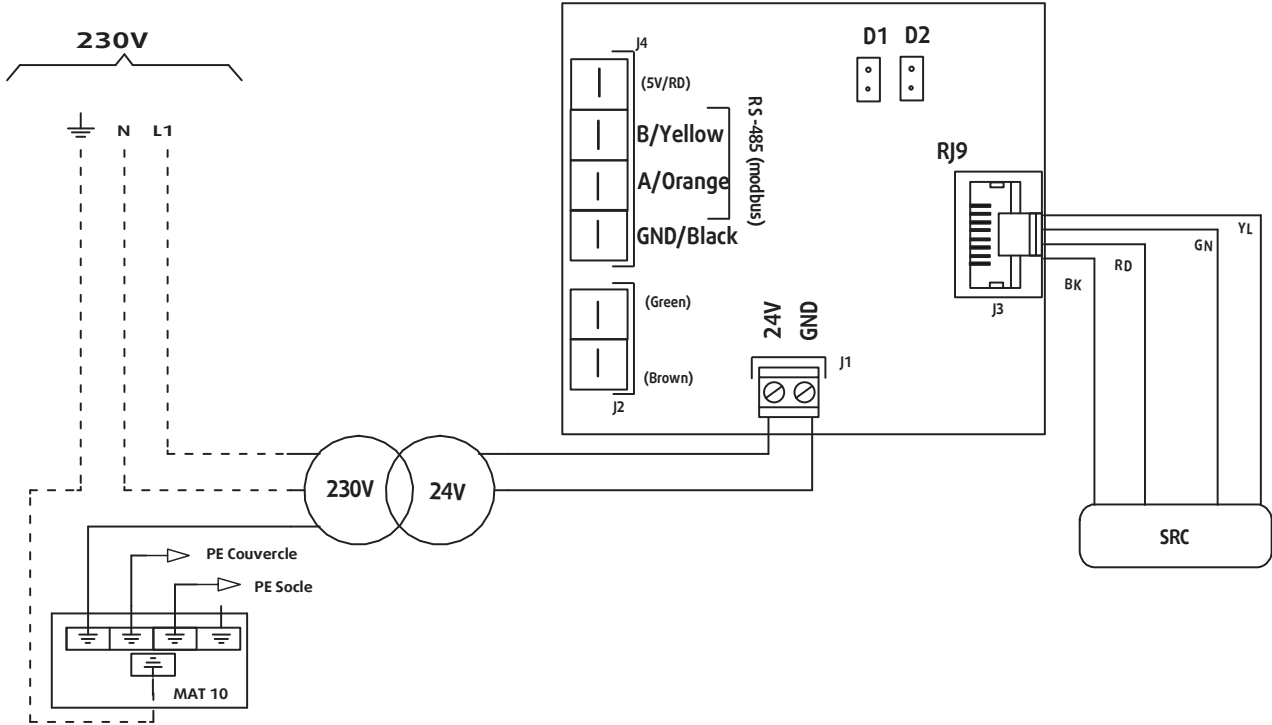 230V
N
L1
J4
(5V/RD)
B/Yellow
A/Orange
GND/Black
RS-485 (modbus)
D1
D2
RJ9
J3
YL
GN
RD
BK
(Green)
(Brown)
J2
24V
GND
J1
230V
24V
SRC
PE Couvercle
PE Socle
MAT 10